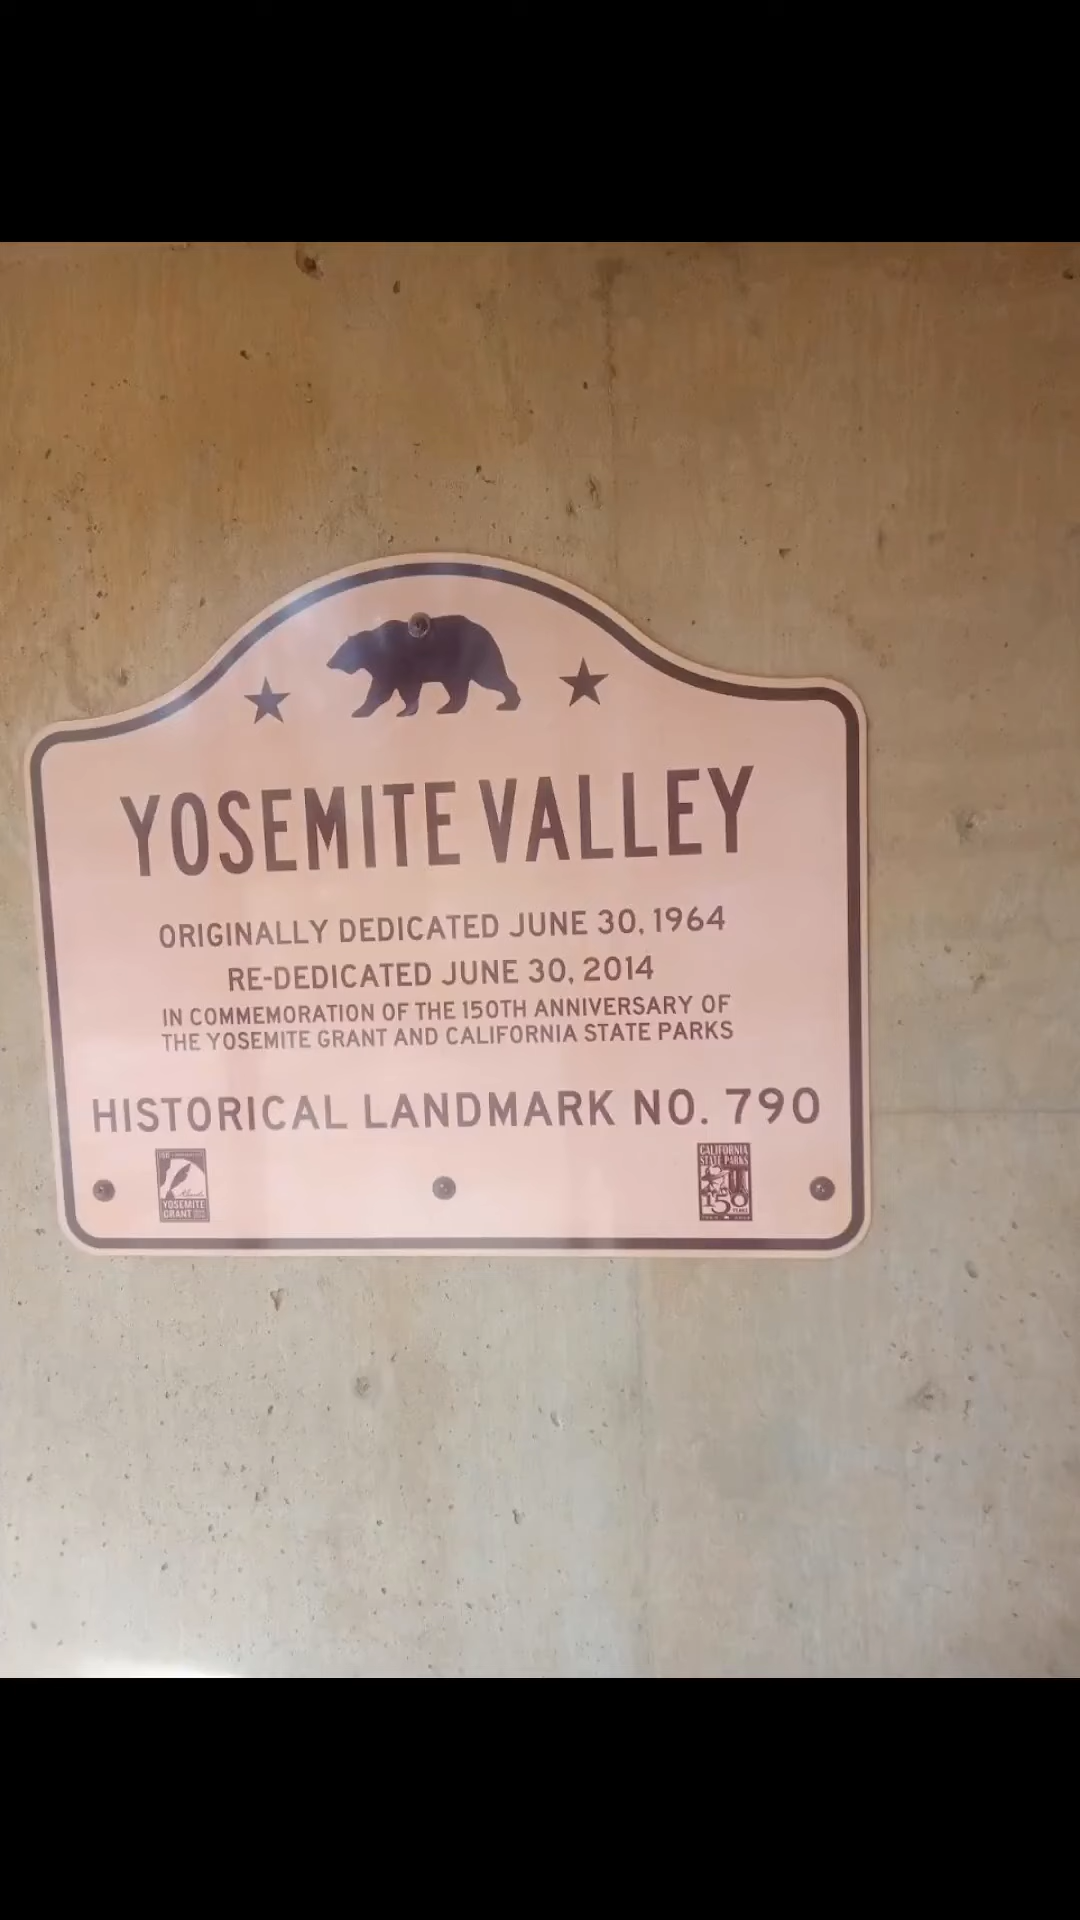 YOSEMITE VALLEY
ORIGINALLY DEDICATED JUNE 30, 1964
RE-DEDICATED JUNE 30, 2014
IN COMMEMORATION OF THE 150TH ANNIVERSARY OF
THE YOSEMITE GRANT AND CALIFORNIA STATE PARKS
HISTORICAL LANDMARK NO. 790
YOSEMITE
GRANT
CALIFORNIA
STATE PARKS
150
YEARS